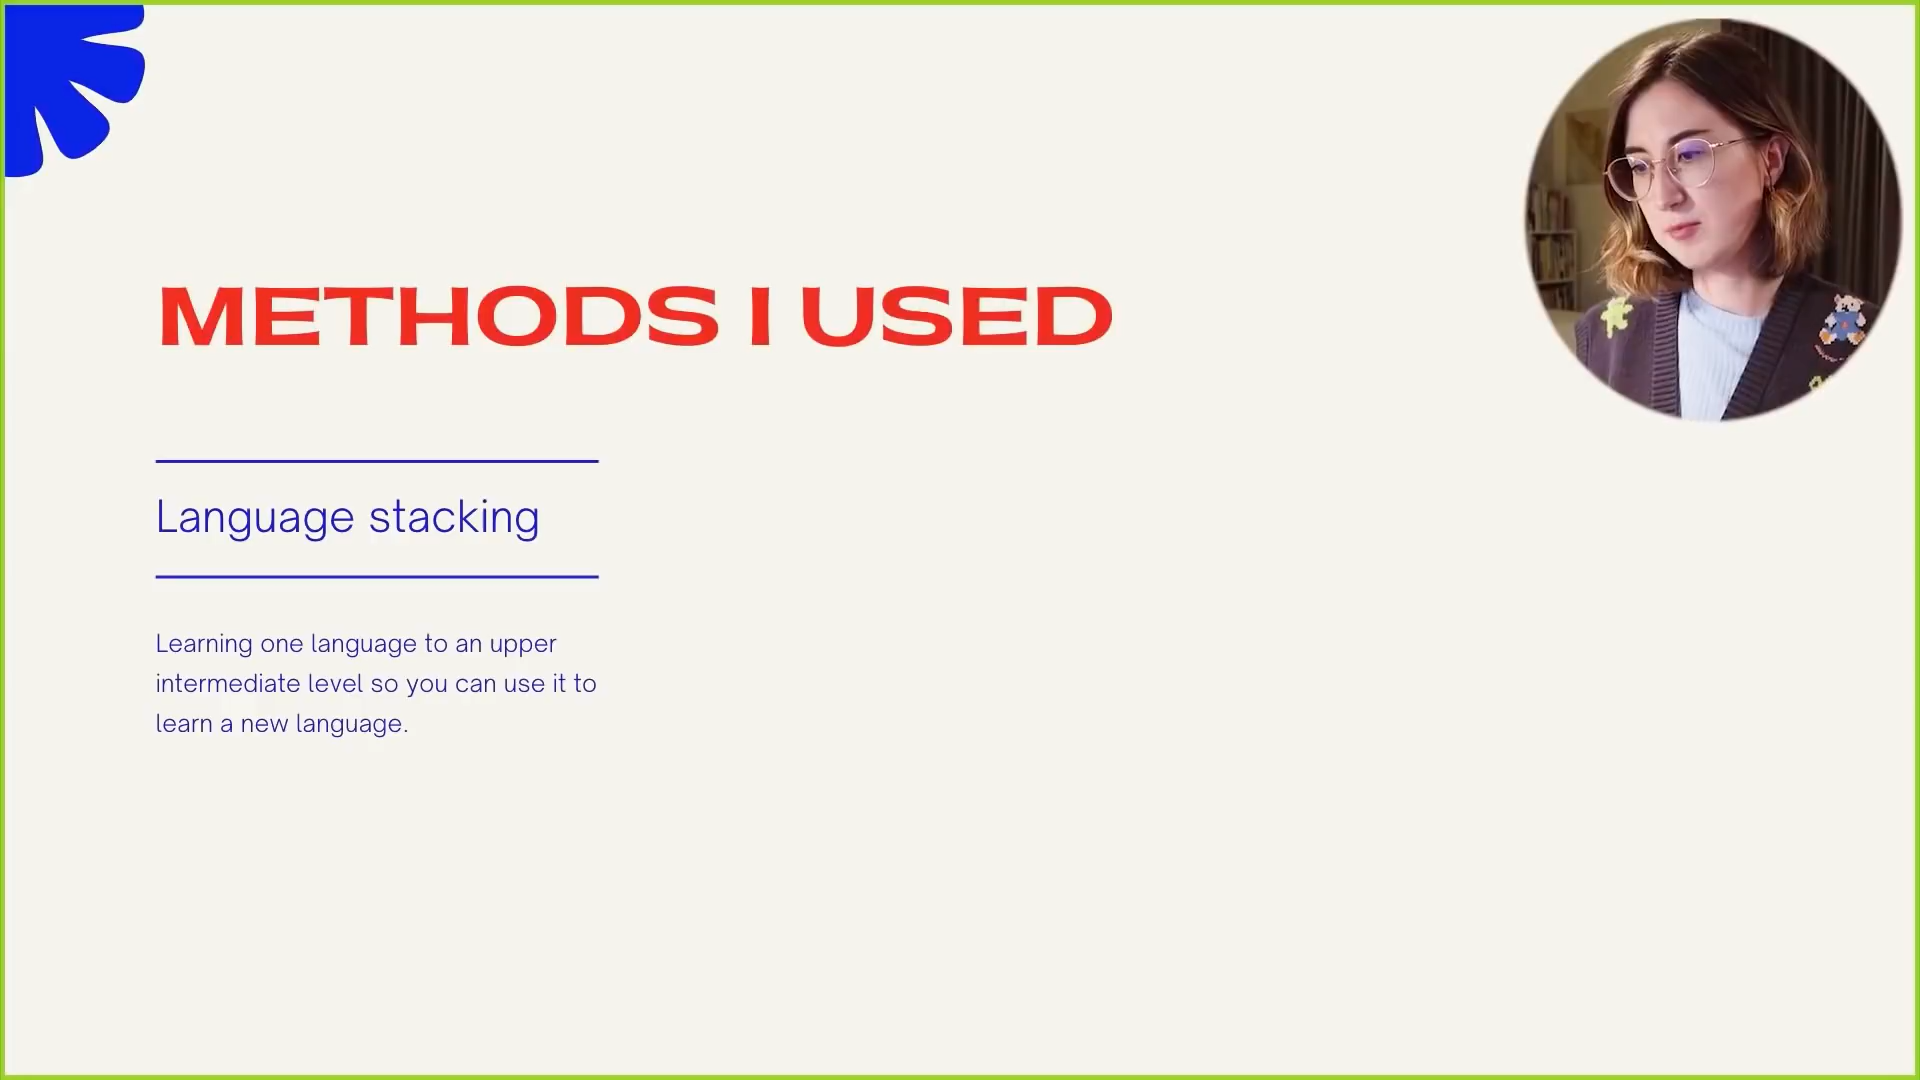 METHODS I USED
Language stacking
Learning one language to an upper
intermediate level so you can use it to
learn a new language.